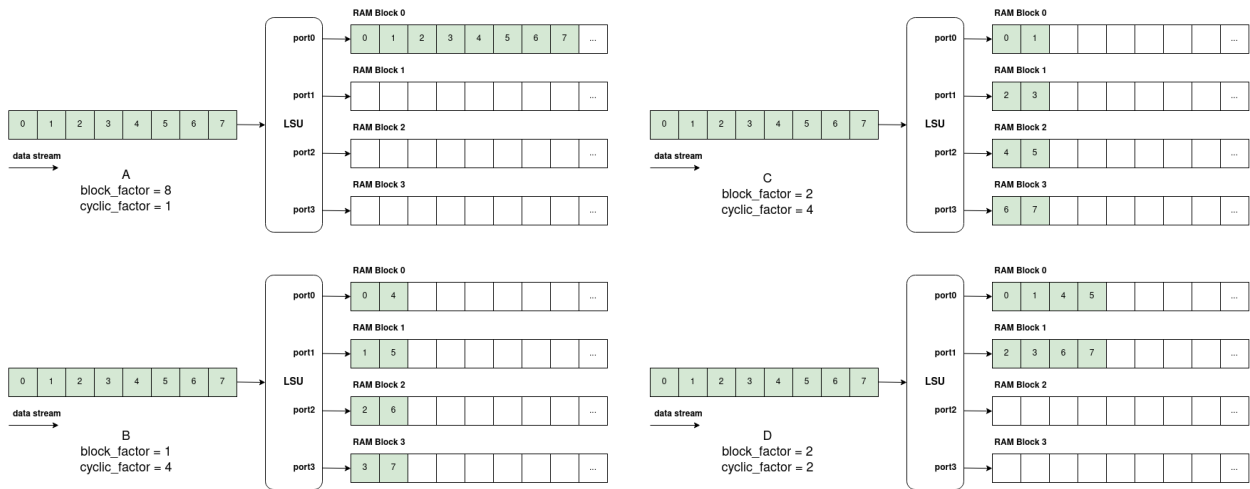 RAM Block 0
port0 0 1 2 3 4 5 6 7 ...
RAM Block 1
port1 ...
0 1 2 3 4 5 6 7 LSU
RAM Block 2
data stream port2 ...
A
block_factor = 8
RAM Block 3
cyclic_factor = 1
port3 ...
RAM Block 0
port0 0 1 ...
RAM Block 1
port1 2 3 ...
0 1 2 3 4 5 6 7 LSU
RAM Block 2
data stream port2 4 5 ...
C
block_factor = 2
RAM Block 3
cyclic_factor = 4
port3 6 7 ...
RAM Block 0
port0 0 4 ...
RAM Block 1
port1 1 5 ...
0 1 2 3 4 5 6 7 LSU
RAM Block 2
data stream port2 2 6 ...
B
block_factor = 1
RAM Block 3
cyclic_factor = 4
port3 3 7 ...
RAM Block 0
port0 0 1 4 5 ...
RAM Block 1
port1 2 3 6 7 ...
0 1 2 3 4 5 6 7 LSU
RAM Block 2
data stream port2 ...
D
block_factor = 2
RAM Block 3
cyclic_factor = 2
port3 ...